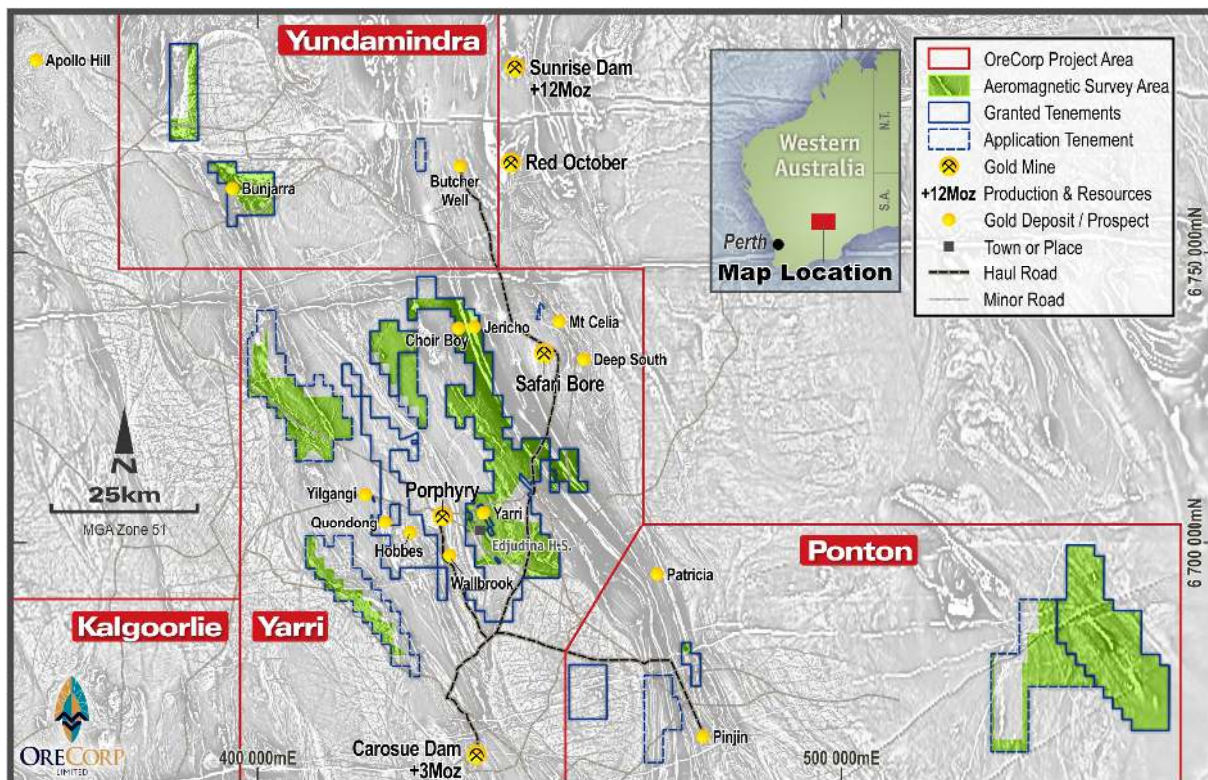 Yundamindra
Apollo Hill
Sunrise Dam
+12Moz
Red October
Butcher
Well
Bunjarra
Western
Australia
N.T.
S.A.
Perth
Map Location
OreCorp Project Area
Aeromagnetic Survey Area
Granted Tenements
Application Tenement
Gold Mine
+12Moz Production & Resources
Gold Deposit / Prospect
Town or Place
Haul Road
Minor Road
6 750 000mN
Mt Celia
Jericho
Choir Boy
Deep South
Safari Bore
N
25km
MGA Zone 51
Yilgangi
Porphyry
Quondong
Yarri
Hobbes
Edjudina H.S.
Wallbrook
Patricia
Ponton
6 700 000mN
Kalgoorlie
Yarri
ORECORP
LIMITED
Carosue Dam
+3Moz
Pinjin
400 000mE
500 000mE